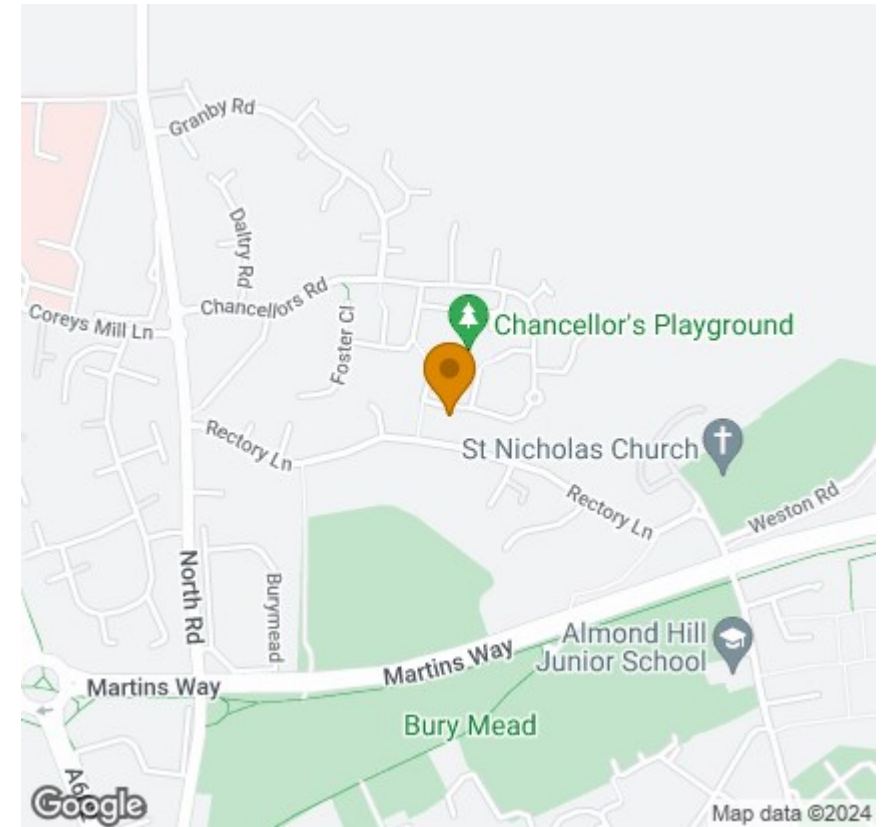 Granby Rd
Daltry Rd
Chancellors Rd
Coreys Mill Ln
Foster Cl
Chancellor's Playground
Rectory Ln
St Nicholas Church
Rectory Ln
Weston Rd
North Rd
Burymead
Almond Hill
Junior School
Martins Way
Martins Way
Bury Mead
Google
Map data ©2024